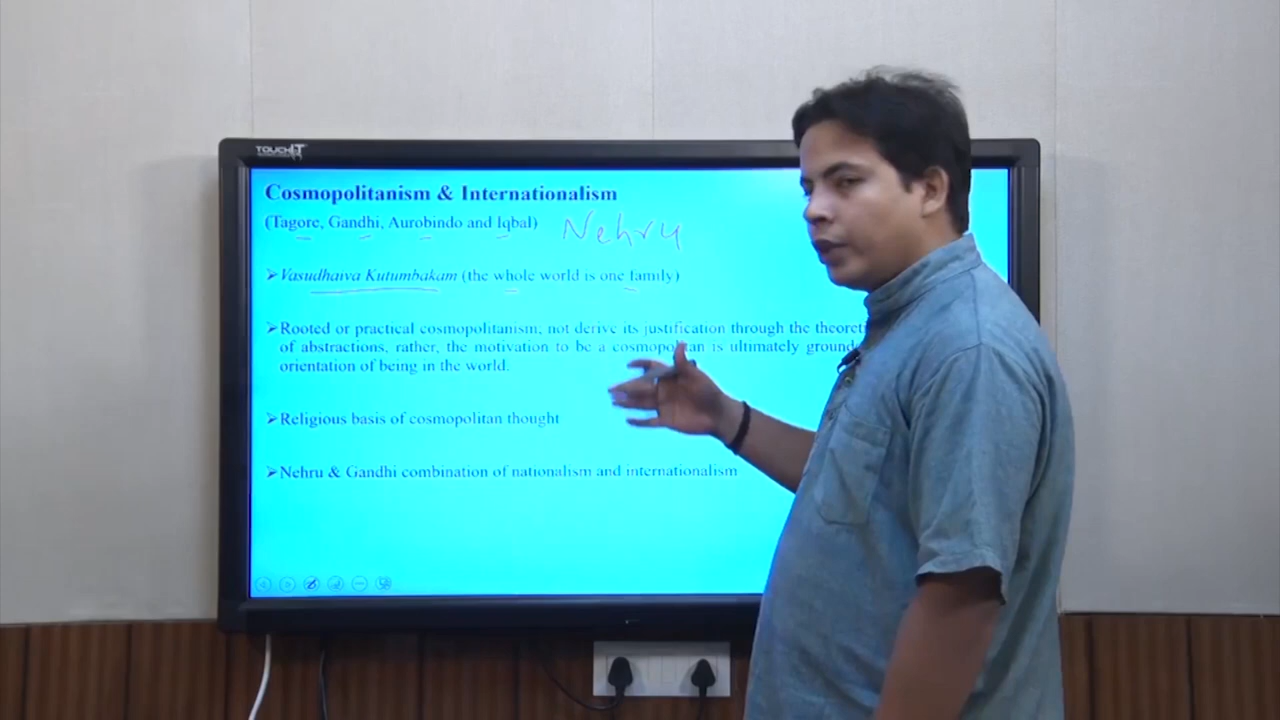 TOUCHIT
Cosmopolitanism & Internationalism
(Tagore, Gandhi, Aurobindo and Iqbal) Nehru
➢Vasudhaiva Kutumbakam (the whole world is one family)
➢Rooted or practical cosmopolitanism, not derive its justification through the
of abstractions, rather, the motivation to be a cosmopolitan is ultimately
orientation of being in the world.
➢Religious basis of cosmopolitan thought
➢Nehru & Gandhi combination of nationalism and internationalism